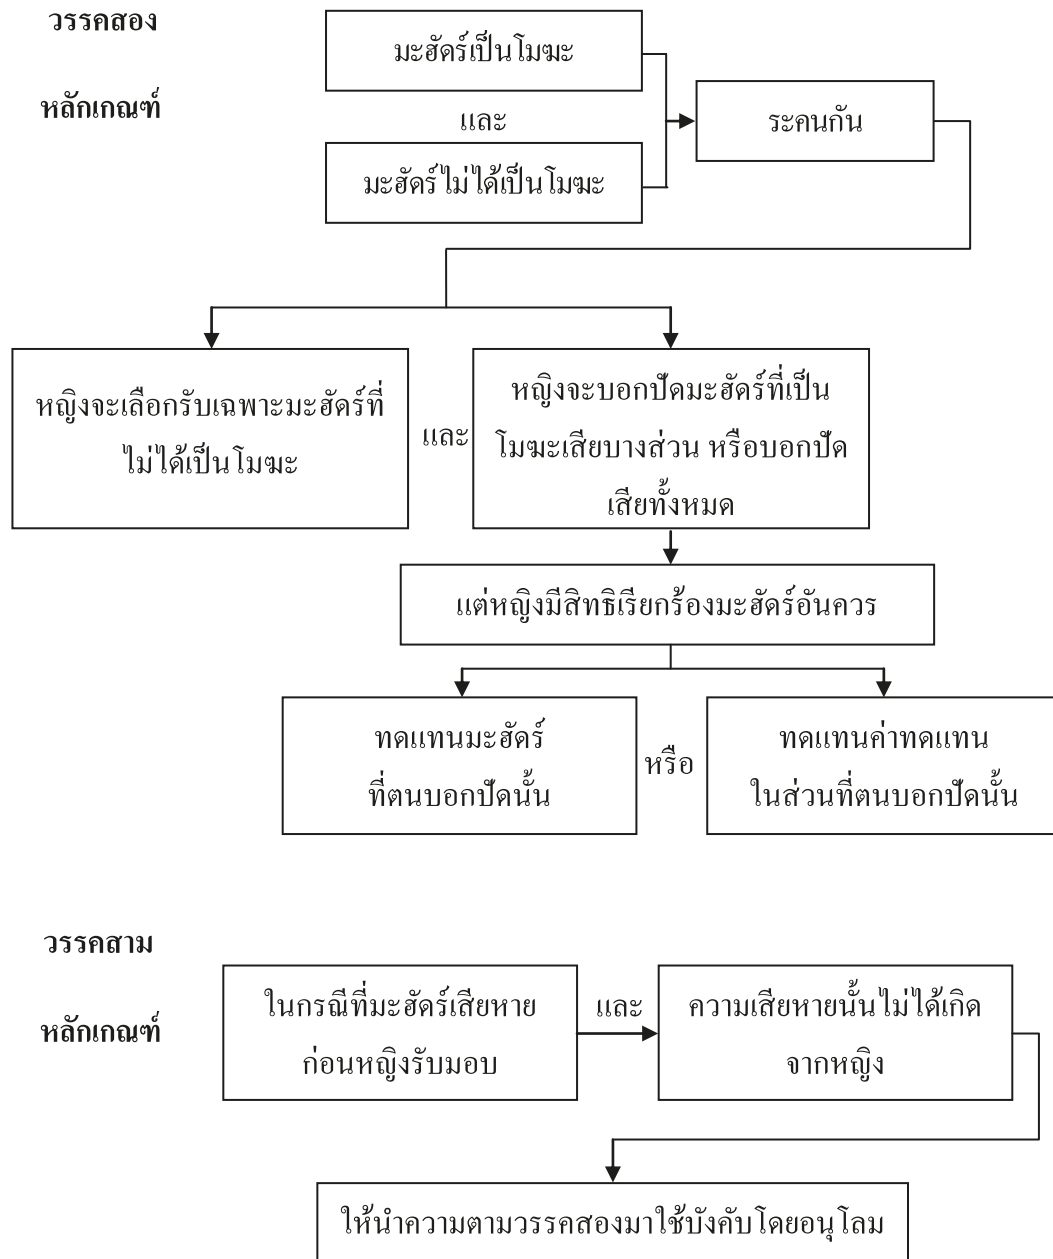 วรรคสอง
หลักเกณฑ์
มะฮัดร์เป็นโมฆะ
และ
มะฮัดร์ไม่ได้เป็นโมฆะ
ระคนกัน
หญิงจะเลือกรับเฉพาะมะฮัดร์ที่
ไม่ได้เป็นโมฆะ
และ
หญิงจะบอกปัดมะฮัดร์ที่เป็น
โมฆะเสียบางส่วน หรือบอกปัด
เสียทั้งหมด
แต่หญิงมีสิทธิเรียกร้องมะฮัดร์อันควร
ทดแทนมะฮัดร์
ที่ตนบอกปัดนั้น
หรือ
ทดแทนค่าทดแทน
ในส่วนที่ตนบอกปัดนั้น
วรรคสาม
หลักเกณฑ์
ในกรณีที่มะฮัดร์เสียหาย
ก่อนหญิงรับมอบ
และ
ความเสียหายนั้นไม่ได้เกิด
จากหญิง
ให้นำความตามวรรคสองมาใช้บังคับโดยอนุโลม